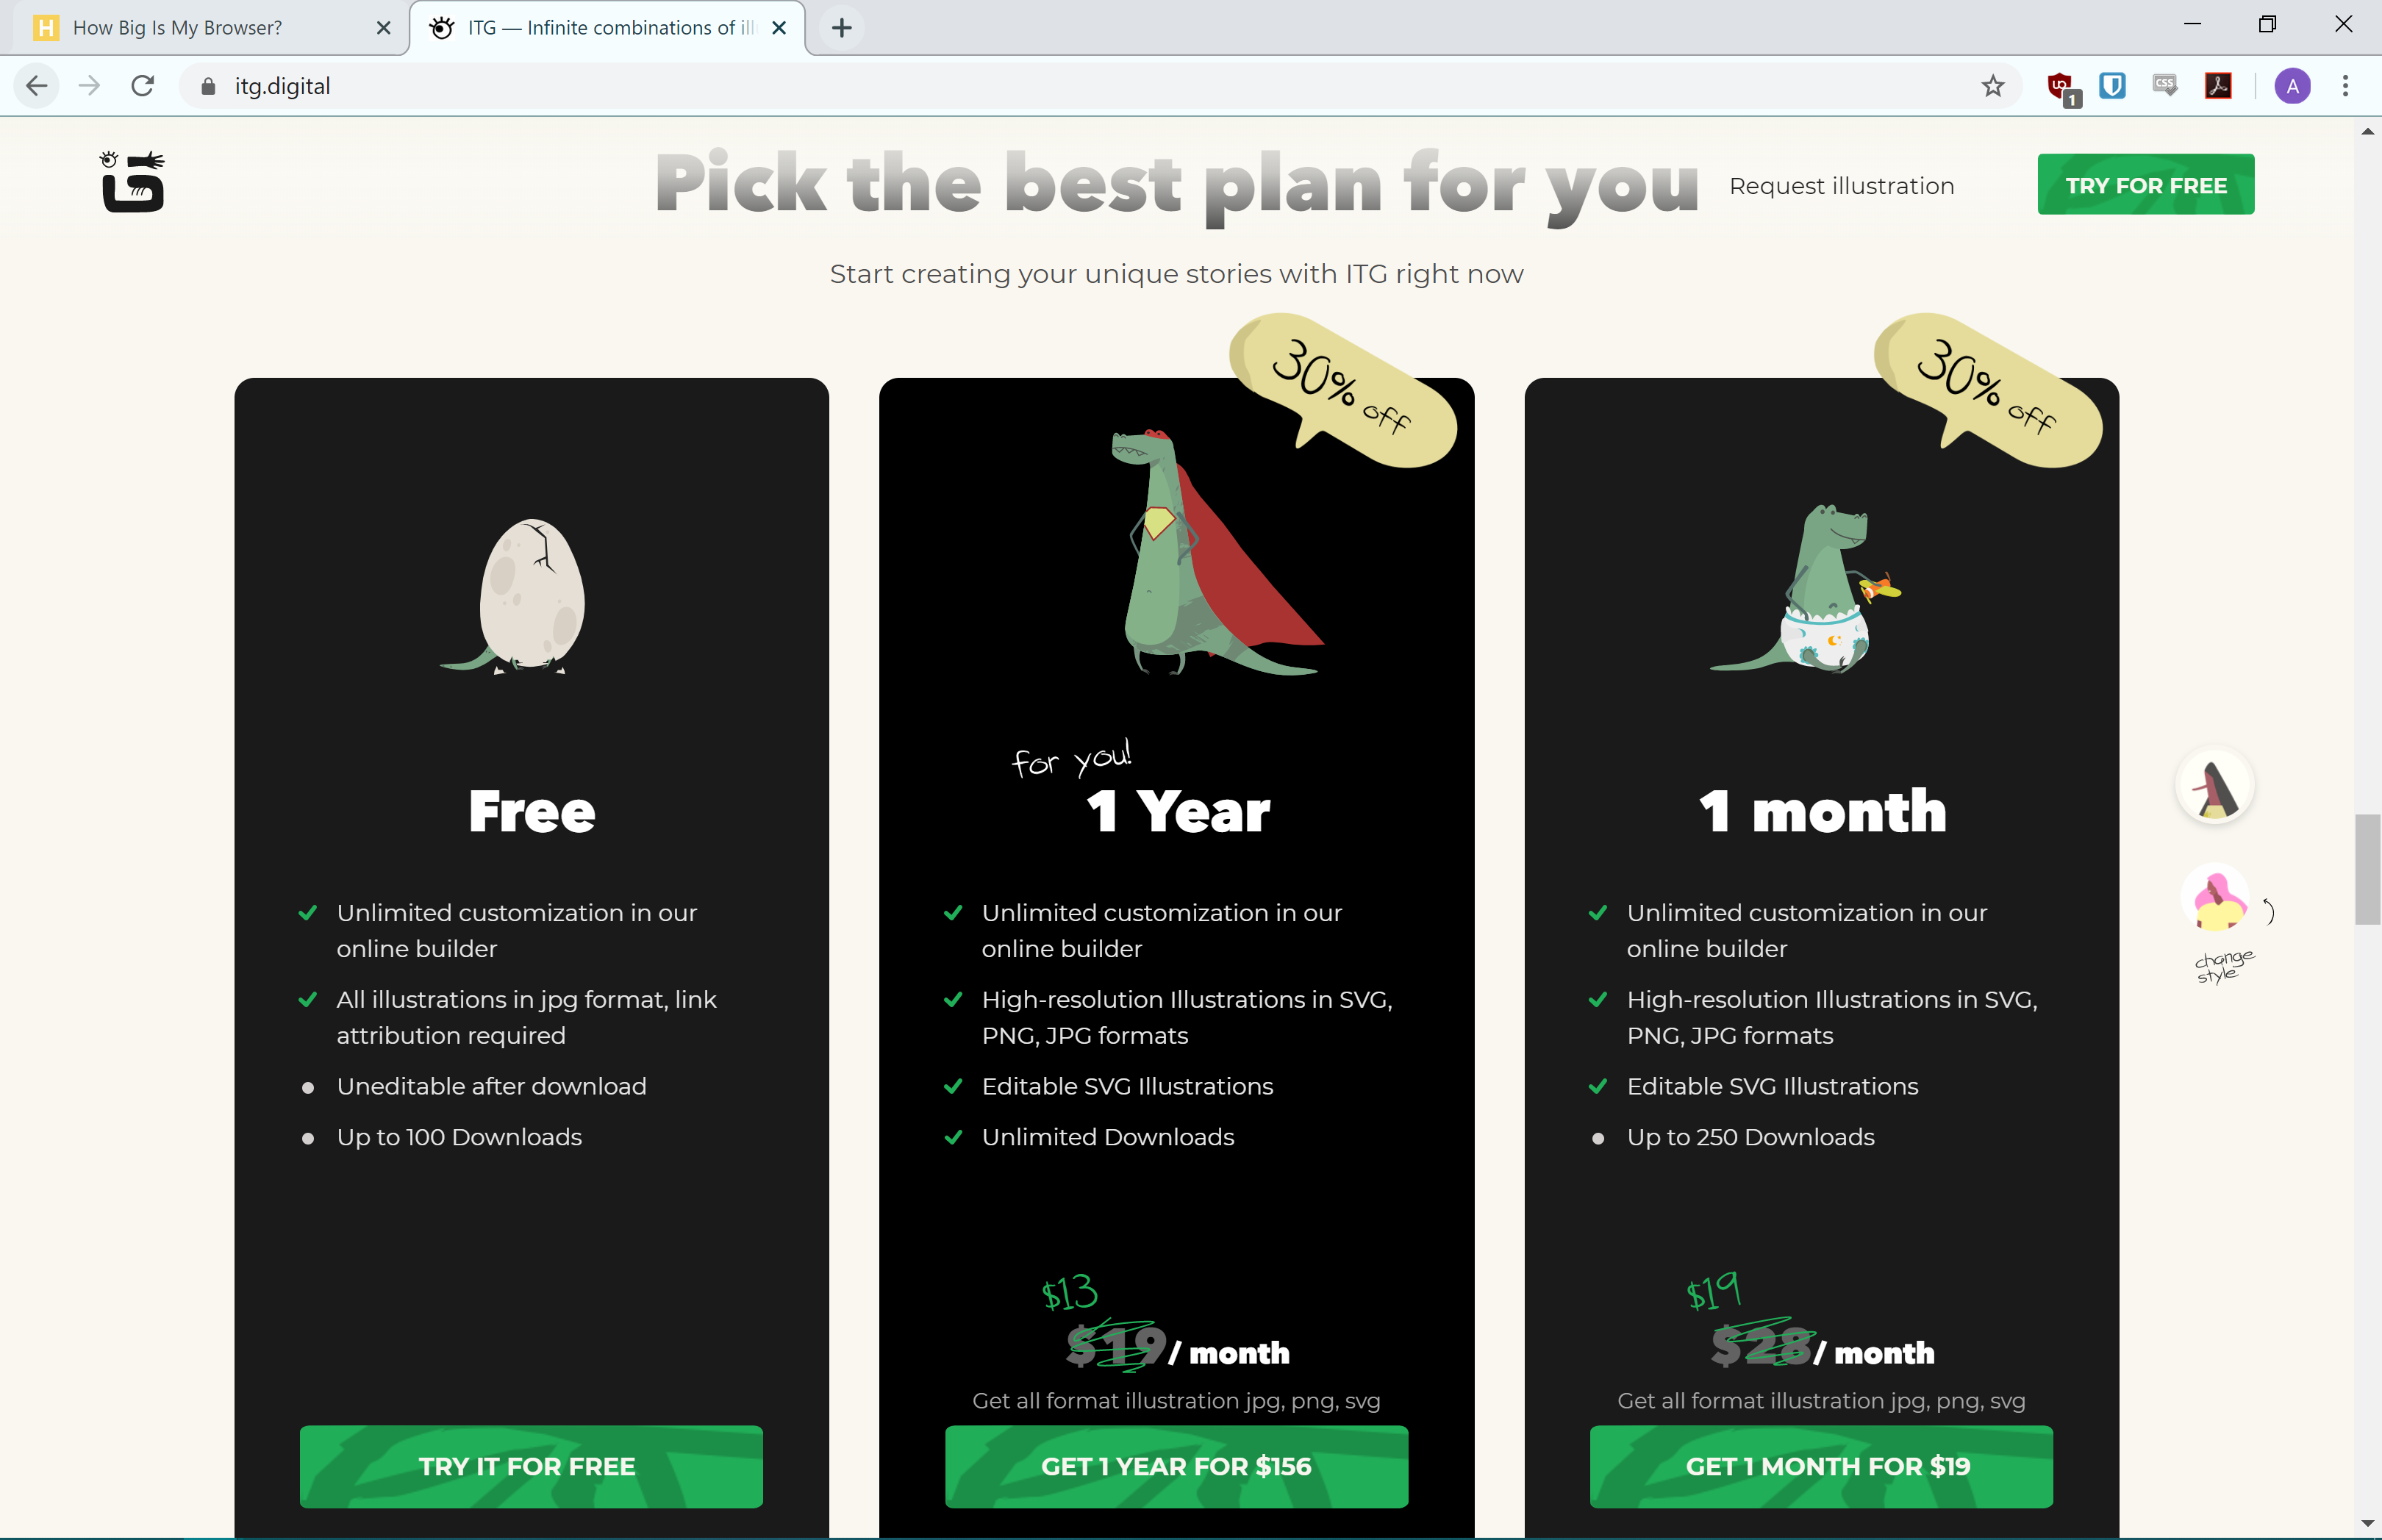 How Big Is My Browser?
ITG — Infinite combinations of ill
itg.digital
1
A
Pick the best plan for you
Request illustration
TRY FOR FREE
Start creating your unique stories with ITG right now
30% off
30% off
Free
Unlimited customization in our
online builder
All illustrations in jpg format, link
attribution required
Uneditable after download
Up to 100 Downloads
TRY IT FOR FREE
for you!
1 Year
Unlimited customization in our
online builder
High-resolution Illustrations in SVG,
PNG, JPG formats
Editable SVG Illustrations
Unlimited Downloads
$13
$19 / month
Get all format illustration jpg, png, svg
GET 1 YEAR FOR $156
1 month
Unlimited customization in our
online builder
High-resolution Illustrations in SVG,
PNG, JPG formats
Editable SVG Illustrations
Up to 250 Downloads
$19
$28 / month
Get all format illustration jpg, png, svg
GET 1 MONTH FOR $19
change
style
H
CSS